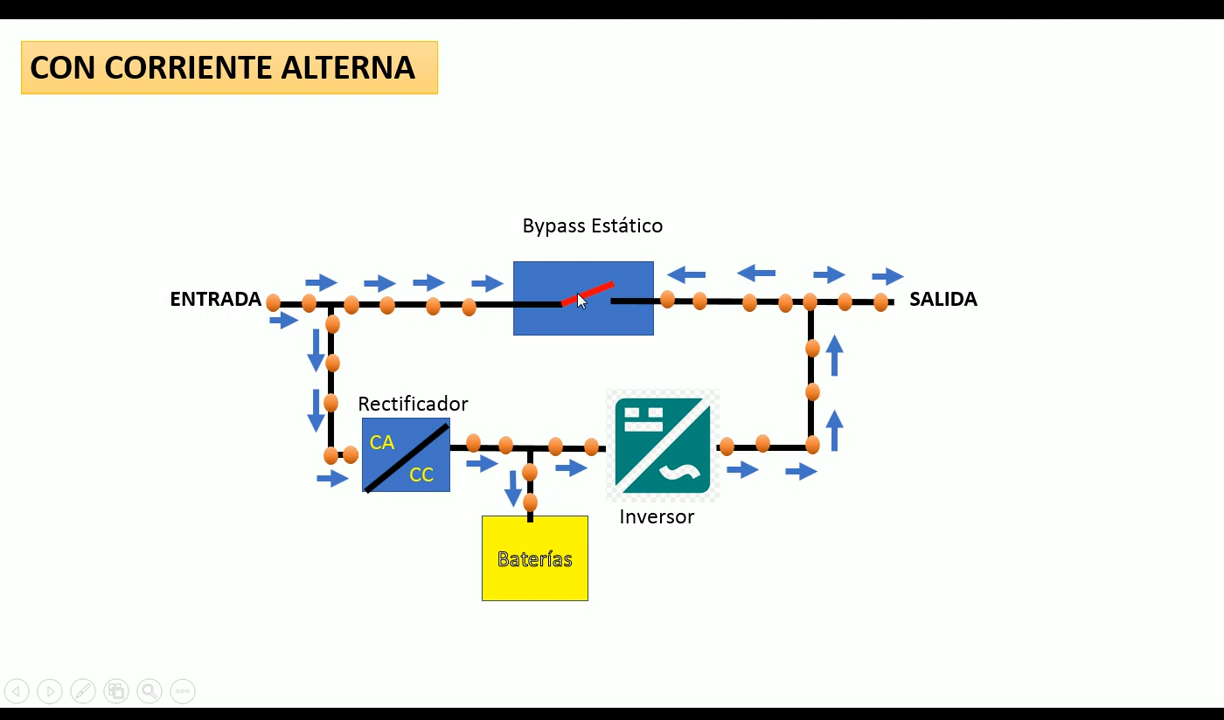 CON CORRIENTE ALTERNA
Bypass Estático
ENTRADA
SALIDA
Rectificador
CA
CC
Inversor
Baterías